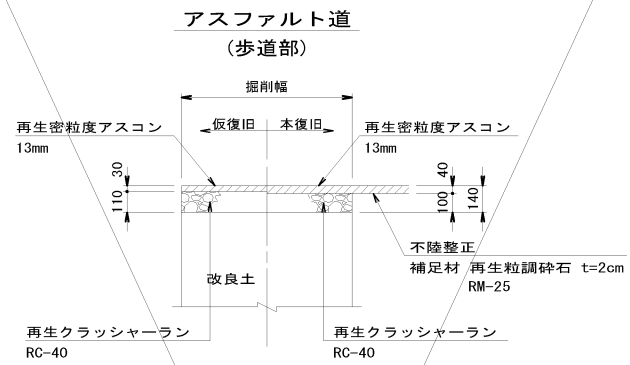 アスファルト道
(歩道部)
掘削幅
仮復旧 本復旧
再生密粒度アスコン
13mm
再生密粒度アスコン
13mm
30
110
40
100
140
不陸整正
補足材 再生粒調砕石 t=2cm
RM-25
改良土
再生クラッシャーラン
RC-40
再生クラッシャーラン
RC-40